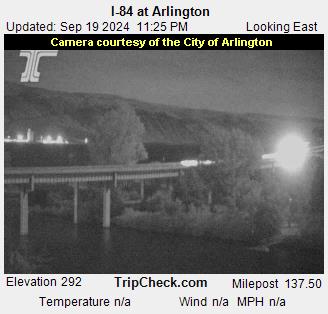 I-84 at Arlington
Updated: Sep 19 2024 11:25 PM Looking East
Camera courtesy of the City of Arlington
Elevation 292 TripCheck.com Milepost 137.50
Temperature n/a Wind n/a MPH n/a